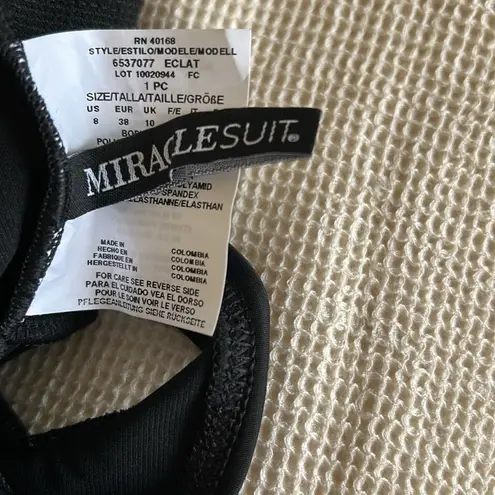 RN 40168
STYLE/ESTILO/MODELE/MODELL
6537077 ECLAT
LOT 10020944 FC
1 PC
SIZE/TALLA/TAILLE/GRÖßE
US EUR UK F/E
8 38 10
MIRACLESUIT®
SPANDEX
ELASTHANNE/ELASTHAN
MADE IN COLOMBIA
HECHO EN COLOMBIA
FABRIQUE EN COLOMBIA
HERGESTELLT IN COLOMBIA
FOR CARE SEE REVERSE SIDE
PARA EL CUIDADO VEA EL DORSO
POUR LE SOIN VOIR LE VERSO
PFLEGEANLEITUNG SIEHE RÜCKSEITE